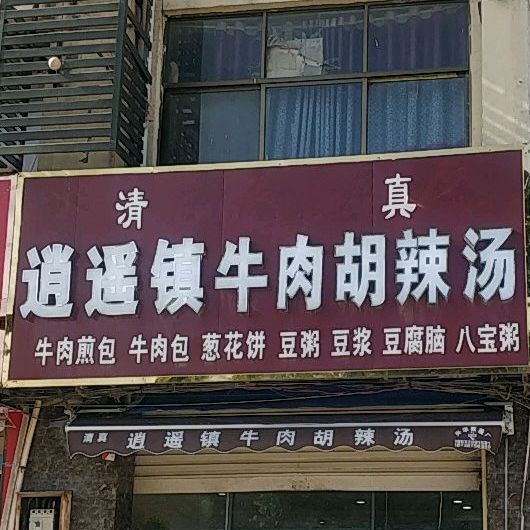 清真
逍遥镇牛肉胡辣汤
牛肉煎包 牛肉包 葱花饼 豆粥 豆浆 豆腐脑 八宝粥
清真 逍遥镇牛肉胡辣汤